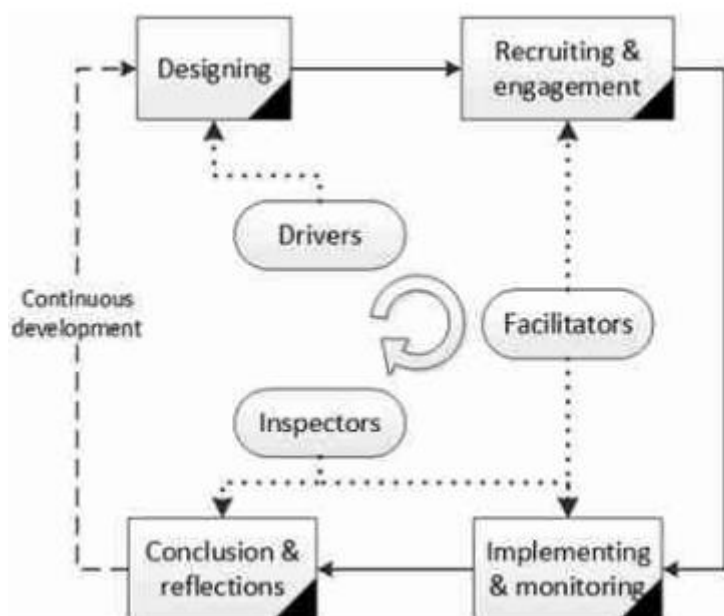 Designing
Recruiting &
engagement
Drivers
Continuous
development
Facilitators
Inspectors
Conclusion &
reflections
Implementing
& monitoring